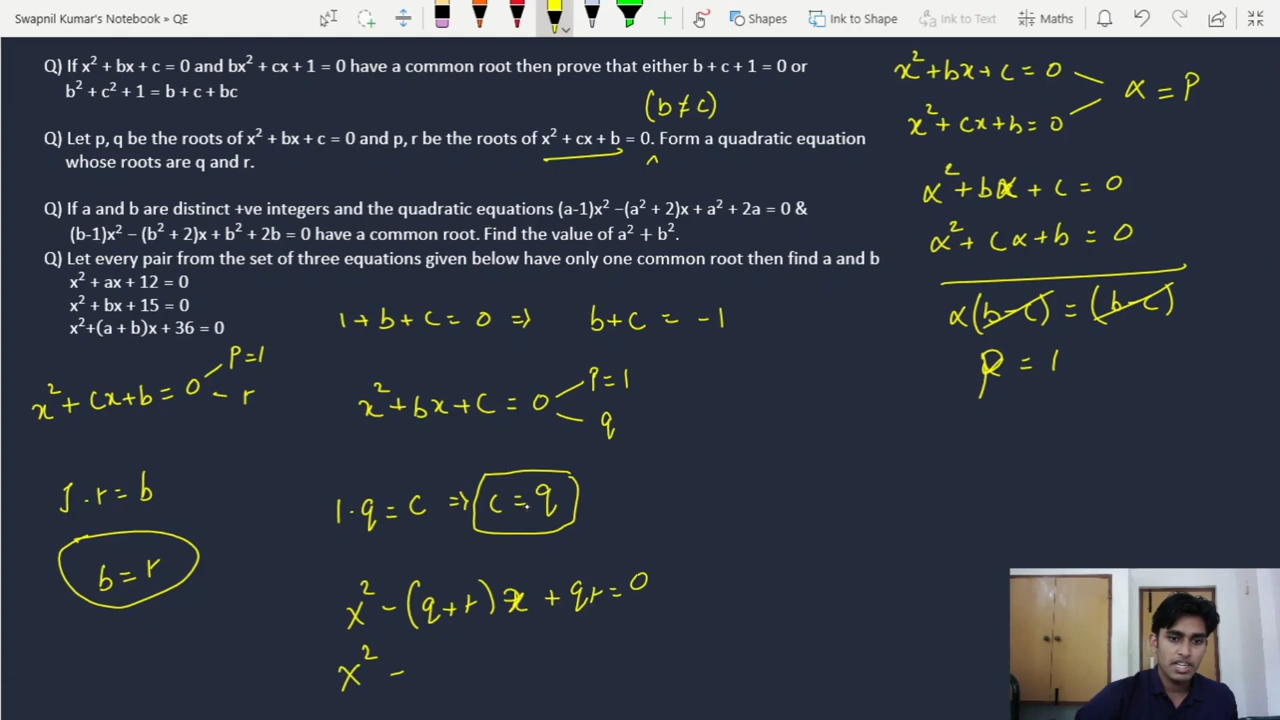 Swapnil Kumar's Notebook » QE
Shapes
Ink to Shape
Ink to Text
Maths
Q) If x² + bx + c = 0 and bx² + cx + 1 = 0 have a common root then prove that either b + c + 1 = 0 or
b² + c² + 1 = b + c + bc
(b ≠ c)
Q) Let p, q be the roots of x² + bx + c = 0 and p, r be the roots of x² + cx + b = 0. Form a quadratic equation
^
whose roots are q and r.
Q) If a and b are distinct +ve integers and the quadratic equations (a-1)x² –(a² + 2)x + a² + 2a = 0 &
(b-1)x² – (b² + 2)x + b² + 2b = 0 have a common root. Find the value of a² + b².
Q) Let every pair from the set of three equations given below have only one common root then find a and b
x² + ax + 12 = 0
x² + bx + 15 = 0
x²+(a + b)x + 36 = 0
x² + bx + c = 0
α = P
x² + cx + b = 0
α² + bα + c = 0
α² + cα + b = 0
α(b-c) = (b-c)
p = 1
1 + b + c = 0 ⇒ b + c = -1
x² + cx + b = 0
P = 1
r
x² + bx + c = 0
P = 1
q
1 · r = b
b = r
1 · q = c ⇒ c = q
x² - (q + r) x + qr = 0
x² -